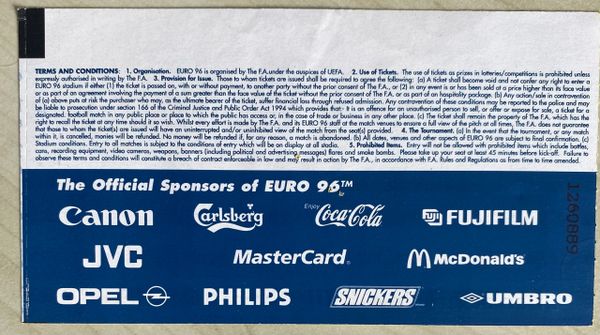 TERMS AND CONDITIONS: 1. Organisation. EURO 96 is organised by The F.A. under the auspices of UEFA. 2. Use of Tickets. The use of tickets as prizes in lotteries/competitions is prohibited unless
expressly authorised in writing by The F.A. 3. Provision for Issue. Those to whom tickets are issued shall be required to agree the following: (a) A ticket shall become void and not confer any right to enter a
EURO 96 stadium if either (1) the ticket is passed on, with or without payment, to another party without the prior consent of The F.A., or (2) in any event is or has been sold at a price higher than its face value
or as part of an agreement involving the payment of a sum greater than the face value of the ticket without the prior consent of The F.A. or as part of an hospitality package. (b) Any action/sale in contravention
of (a) above puts at risk the purchaser who may, as the ultimate bearer of the ticket, suffer financial loss through refused admission. Any contravention of these conditions may be reported to the police and may
be liable to prosecution under section 166 of the Criminal Justice and Public Order Act 1994 which provides that:- It is an offence for an unauthorised person to sell, or offer or expose for sale, a ticket for a
designated football match in any public place or place to which the public has access or, in the case of trade or business in any other place. (c) The ticket shall remain the property of The F.A. which has the
right to recall the ticket at any time should it so wish. Whilst every effort is made by The F.A. and its EURO 96 staff at the match venues to ensure a full view of the pitch at all times, The F.A. does not guarantee
that those to whom the ticket(s) are issued will have an uninterrupted and/or uninhibited view of the match from the seat(s) provided. 4. The Tournament. (a) In the event that the tournament, or any match
within it, is cancelled, monies will be refunded. No money will be refunded if, for any reason, a match is abandoned. (b) All dates, venues and other aspects of EURO 96 are subject to final confirmation. (c)
Stadium conditions. Entry to all matches is subject to the conditions of entry which will be on display at all stadia. 5. Prohibited Items. Entry will not be allowed with prohibited items which include bottles,
cans, recording equipment, video cameras, weapons, banners (including political and advertising messages) flares and smoke bombs. Please take up your seat at least 45 minutes before kick-off. Failure to
observe these terms and conditions will constitute a breach of contract enforceable in law and may result in action by The F.A., in accordance with F.A. Rules and Regulations as from time to time amended.
The Official Sponsors of EURO 96™
Canon Carlsberg Enjoy Coca-Cola FUJIFILM
JVC MasterCard McDonald's
OPEL PHILIPS SNICKERS UMBRO
1260889